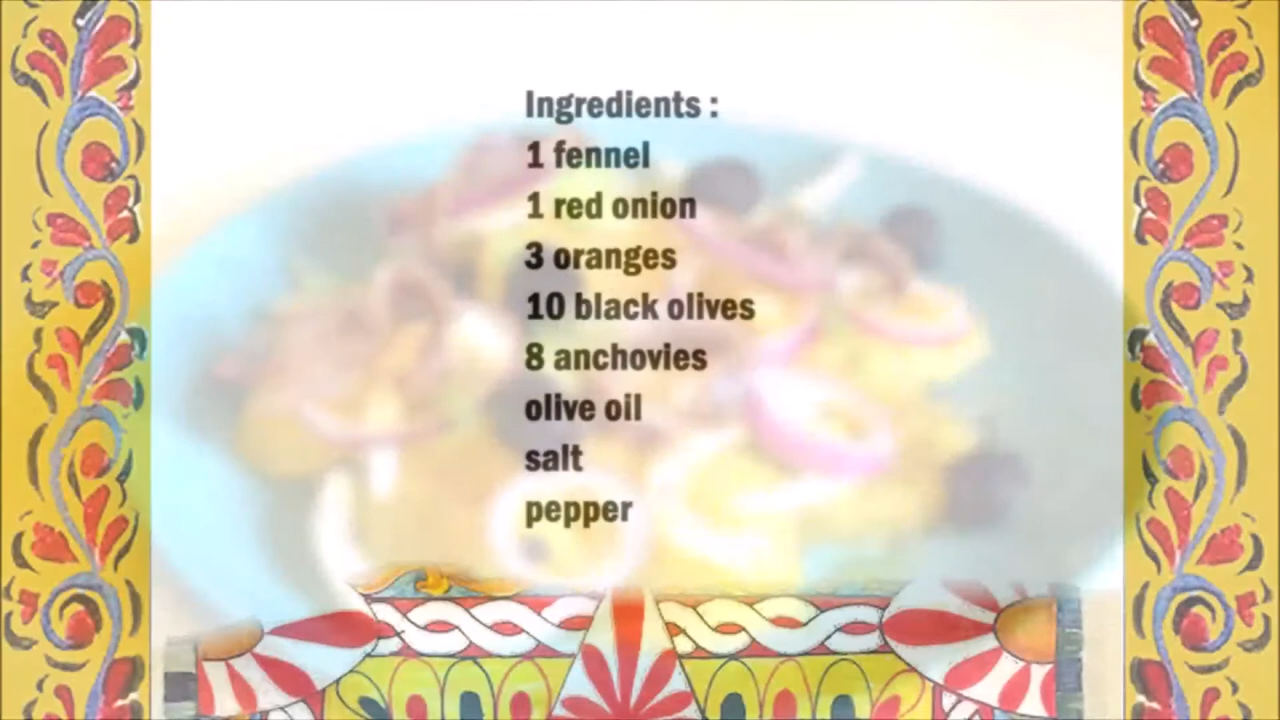 Ingredients :
1 fennel
1 red onion
3 oranges
10 black olives
8 anchovies
olive oil
salt
pepper